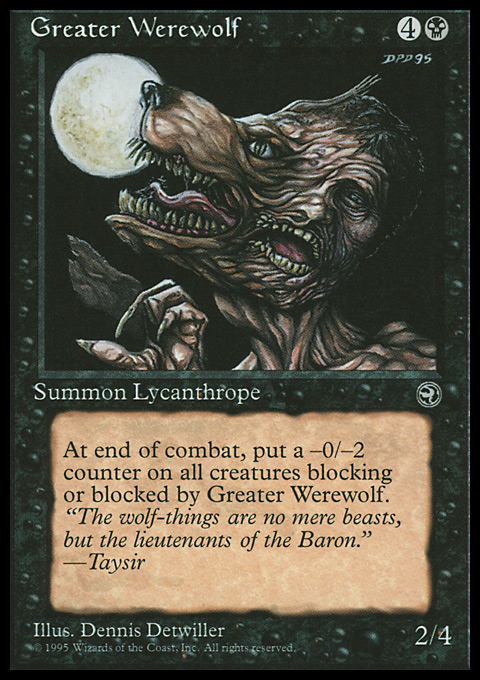 Greater Werewolf 4
DPD95
Summon Lycanthrope
At end of combat, put a –0/–2
counter on all creatures blocking
or blocked by Greater Werewolf.
“The wolf-things are no mere beasts,
but the lieutenants of the Baron.”
—Taysir
Illus. Dennis Detwiller
© 1995 Wizards of the Coast, Inc. All rights reserved.
2/4